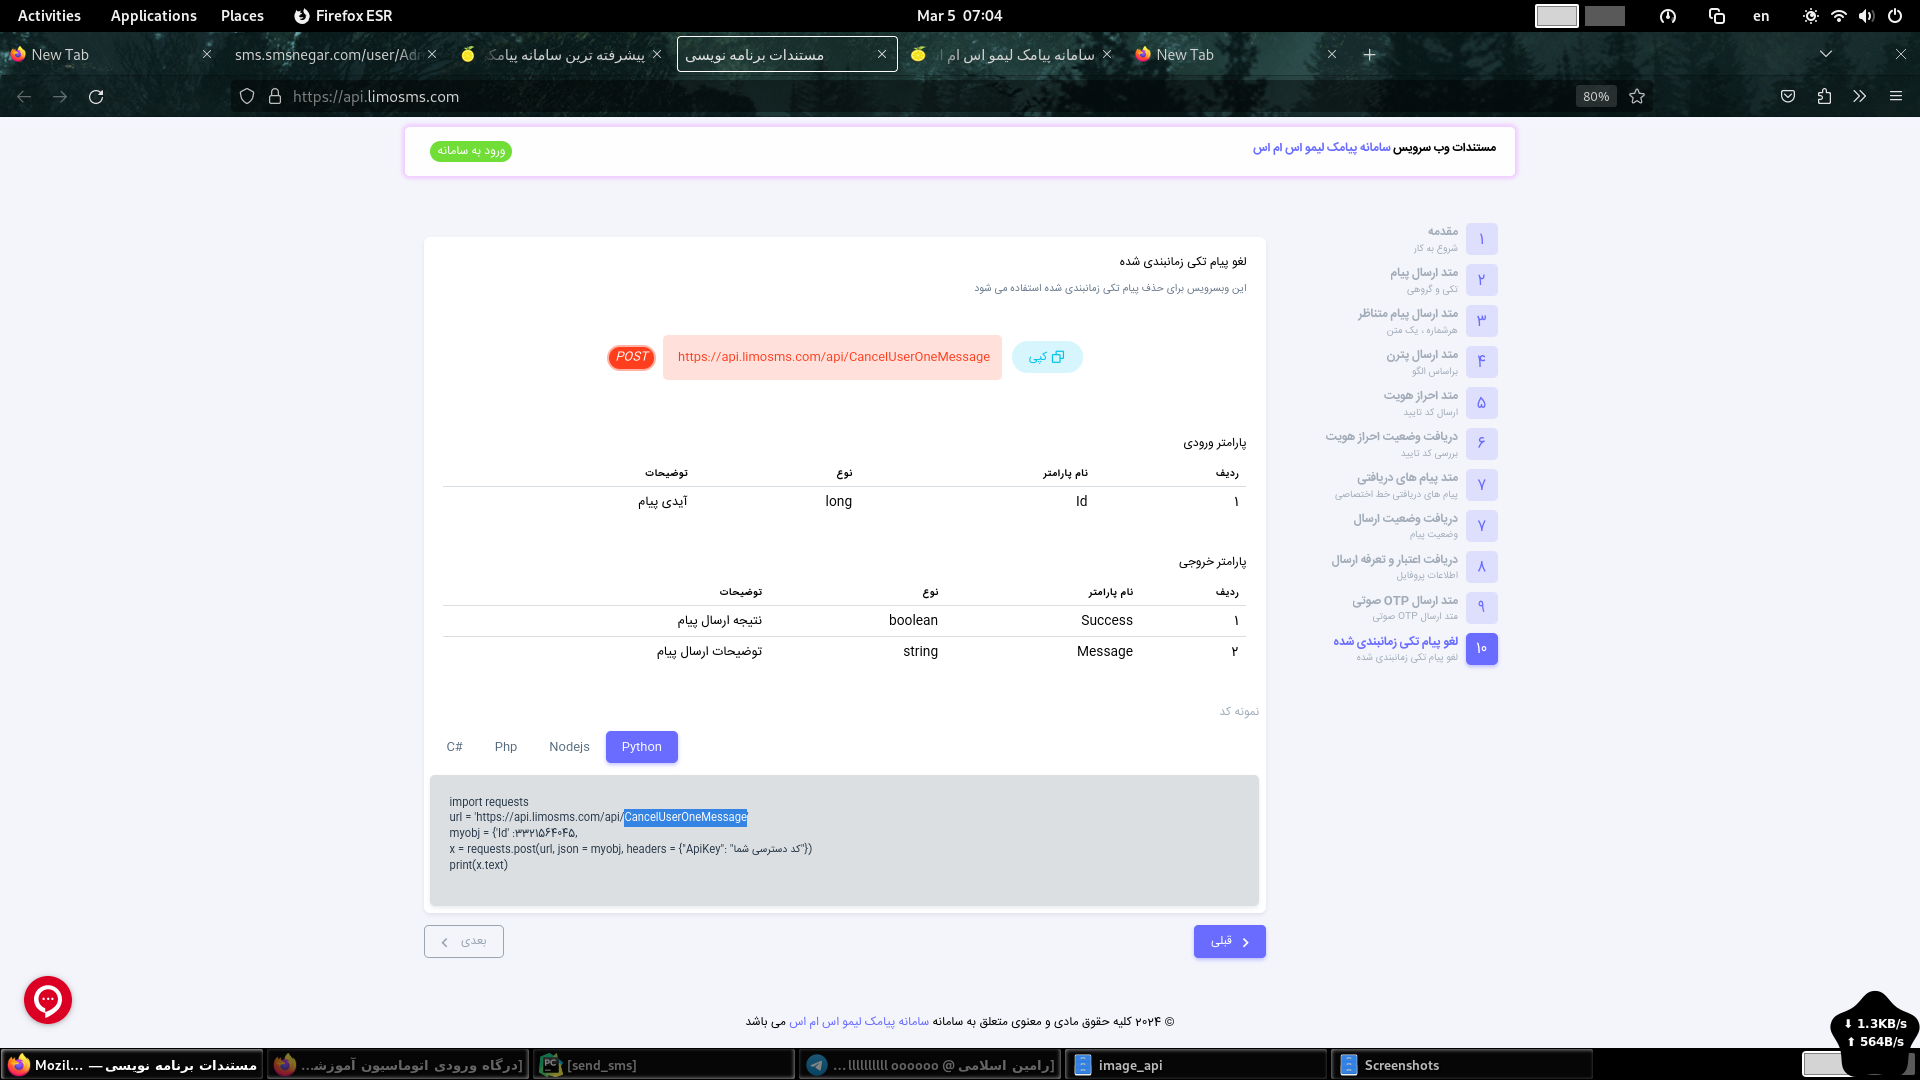 Activities Applications Places Firefox ESR Mar 5 07:04 en
New Tab
sms.smsnegar.com/user/Ad
پیشرفته ترین سامانه پیامک
مستندات برنامه نویسی
سامانه پیامک لیمو اس ام ا
New Tab
https://api.limosms.com 80%
مستندات وب سرویس سامانه پیامک لیمو اس ام اس
ورود به سامانه
۱ مقدمه
شروع به کار
۲ متد ارسال پیام
تکی و گروهی
۳ متد ارسال پیام متناظر
هرشماره ، یک متن
۴ متد ارسال پترن
براساس الگو
۵ متد احراز هویت
ارسال کد تایید
۶ دریافت وضعیت احراز هویت
بررسی کد تایید
۷ متد پیام های دریافتی
پیام های دریافتی خط اختصاصی
۷ دریافت وضعیت ارسال
وضعیت پیام
۸ دریافت اعتبار و تعرفه ارسال
اطلاعات پروفایل
۹ متد ارسال OTP صوتی
متد ارسال OTP صوتی
۱۰ لغو پیام تکی زمانبندی شده
لغو پیام تکی زمانبندی شده
لغو پیام تکی زمانبندی شده
این وبسرویس برای حذف پیام تکی زمانبندی شده استفاده می شود
POST https://api.limosms.com/api/CancelUserOneMessage کپی
پارامتر ورودی
ردیف نام پارامتر نوع توضیحات
۱ Id long آیدی پیام
پارامتر خروجی
ردیف نام پارامتر نوع توضیحات
۱ Success boolean نتیجه ارسال پیام
۲ Message string توضیحات ارسال پیام
نمونه کد
C# Php Nodejs Python
import requests
url = 'https://api.limosms.com/api/CancelUserOneMessage'
myobj = {'Id' :۳۳۲۱۵۶۴۰۴۵,
x = requests.post(url, json = myobj, headers = {"ApiKey": "کد دسترسی شما"})
print(x.text)
قبلی
بعدی
© ۲۰۲۴ کلیه حقوق مادی و معنوی متعلق به سامانه سامانه پیامک لیمو اس ام اس می باشد
1.3KB/s
564B/s
مستندات برنامه نویسی — Mozil...
[درگاه ورودی اتوماسیون آموزشـ...
[send_sms]
[رامین اسلامی @ oooooo llllllllll...
image_api
Screenshots